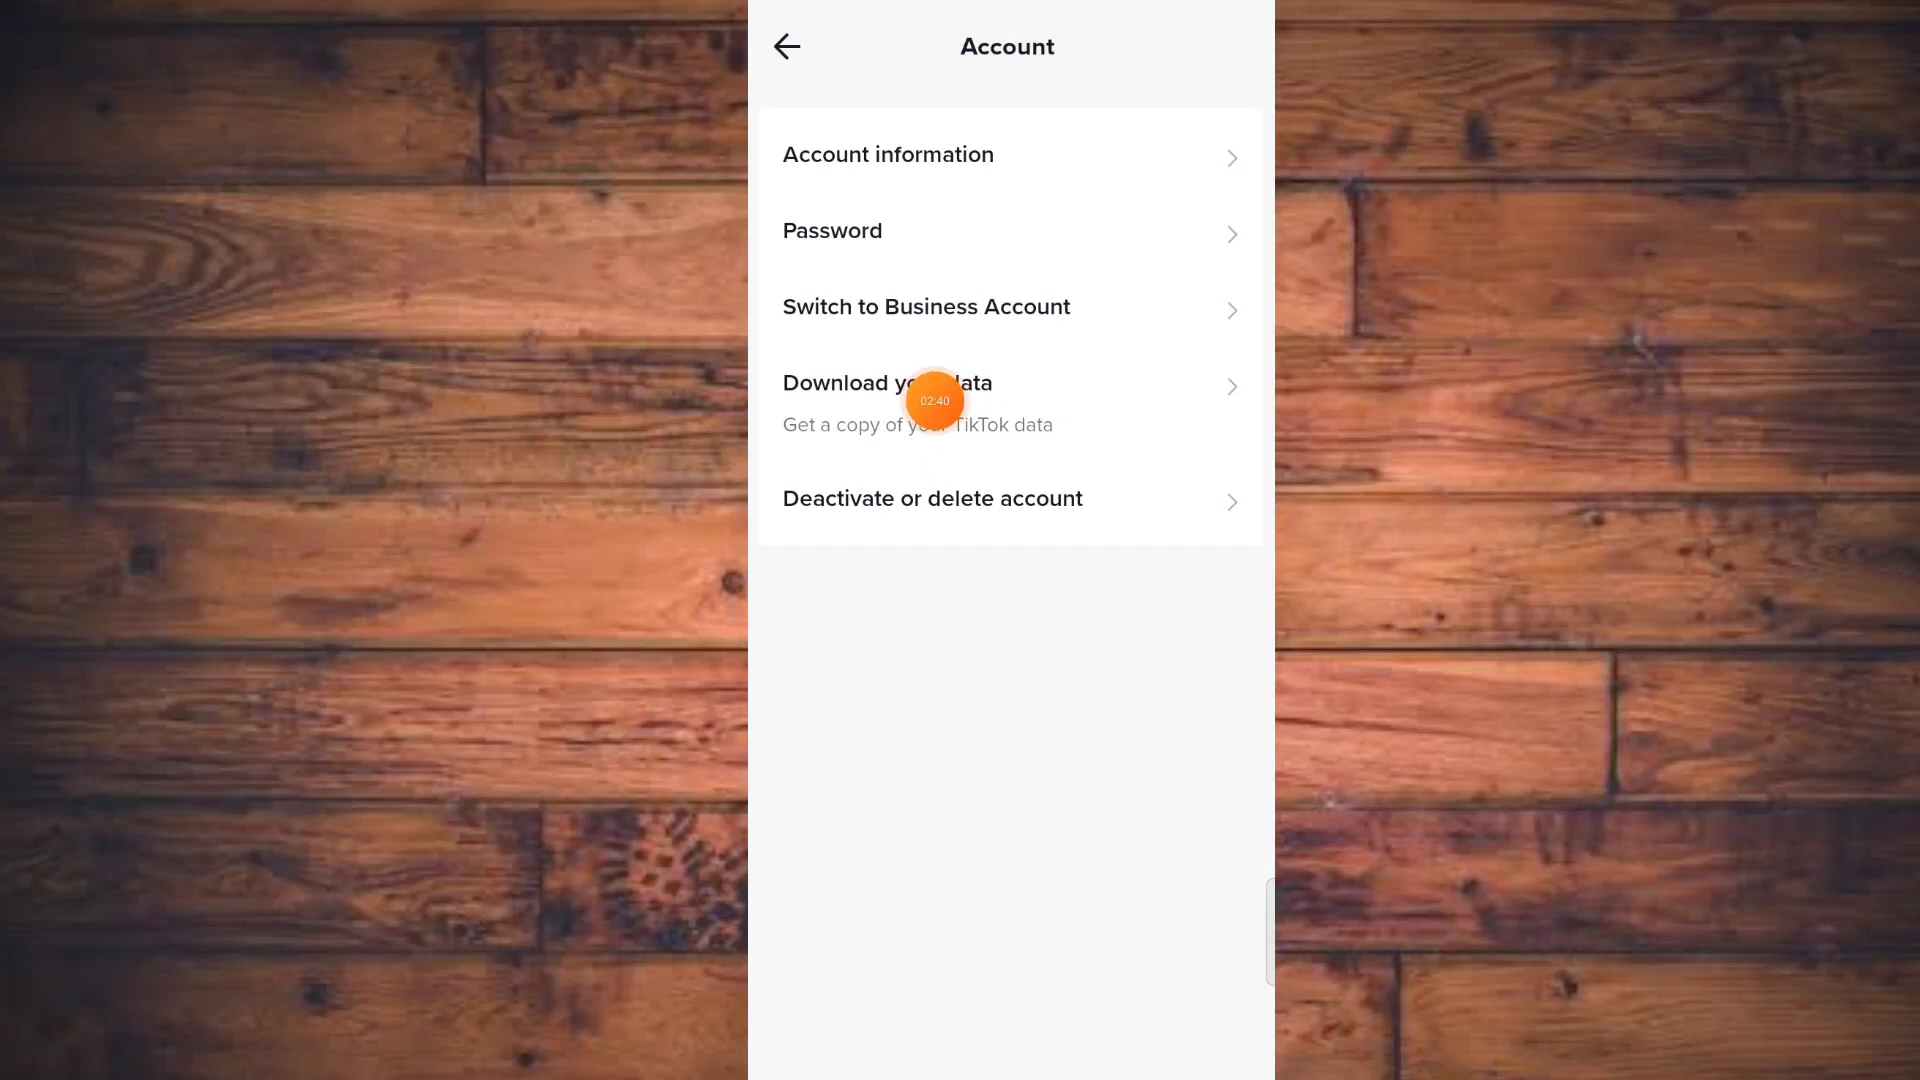 Account
Account information
Password
Switch to Business Account
Download data
02:40
Get a copy of TikTok data
Deactivate or delete account